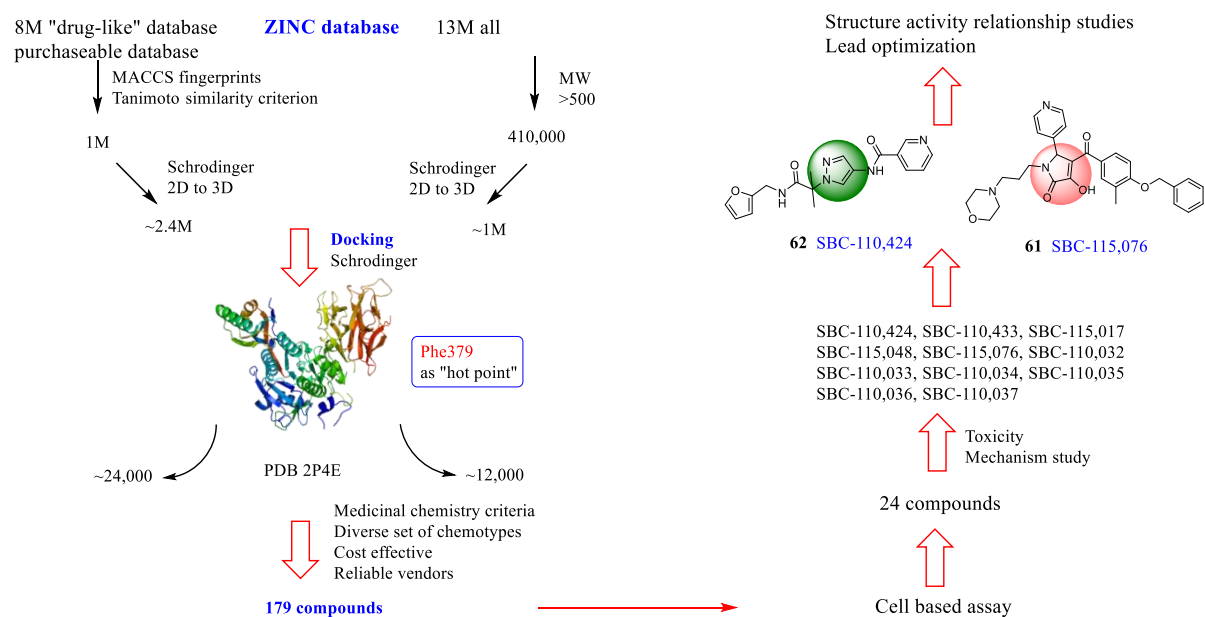 8M "drug-like" database
purchaseable database
ZINC database
13M all
MACCS fingerprints
Tanimoto similarity criterion
MW
>500
1M
410,000
Schrodinger
2D to 3D
Schrodinger
2D to 3D
~2.4M
~1M
Docking
Schrodinger
Phe379
as "hot point"
PDB 2P4E
~24,000
~12,000
Medicinal chemistry criteria
Diverse set of chemotypes
Cost effective
Reliable vendors
179 compounds
Cell based assay
24 compounds
Toxicity
Mechanism study
SBC-110,424, SBC-110,433, SBC-115,017
SBC-115,048, SBC-115,076, SBC-110,032
SBC-110,033, SBC-110,034, SBC-110,035
SBC-110,036, SBC-110,037
62 SBC-110,424
O
N
H
O
N
N
N
H
O
N
61 SBC-115,076
N
N
O
O
OH
O
N
O
Structure activity relationship studies
Lead optimization